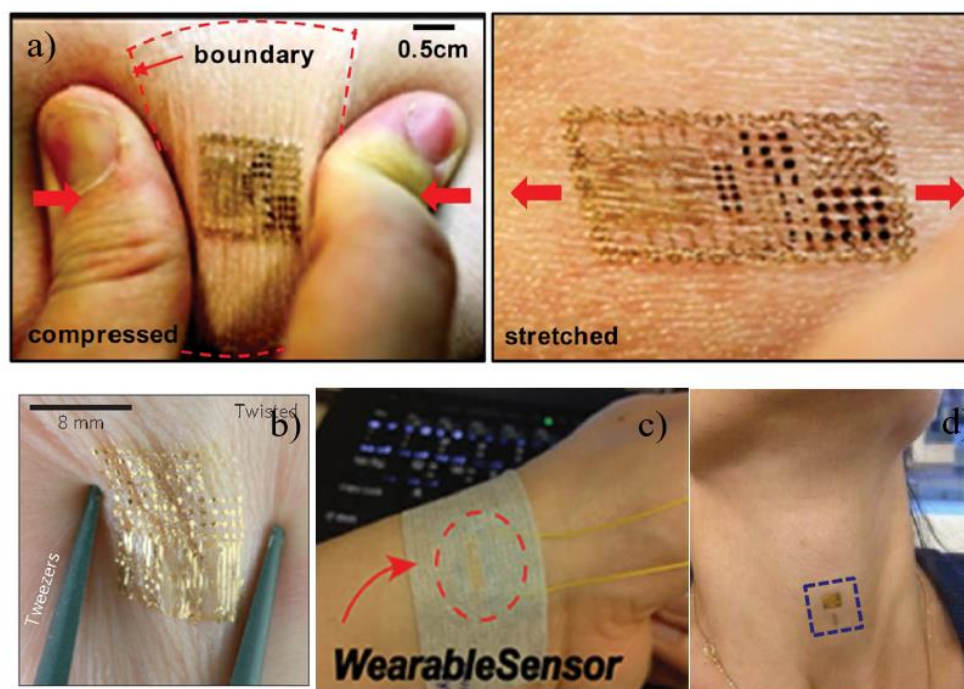 a)
boundary
0.5cm
compressed
stretched
b)
8 mm
Twisted
Tweezers
c)
WearableSensor
d)